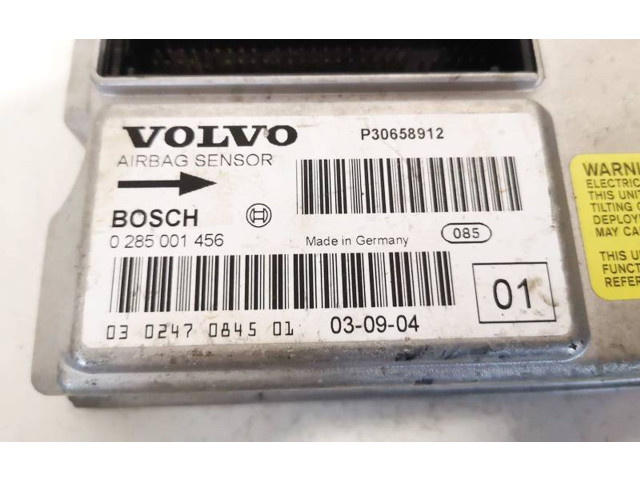 VOLVO P30658912
AIRBAG SENSOR
BOSCH
0 285 001 456 Made in Germany 085
01
03 0247 0845 01 03-09-04
WARNIN
ELECTRIC
THIS UNI
TILTING O
DEPLOY
MAY CA
THIS U
FUNCT
REFER